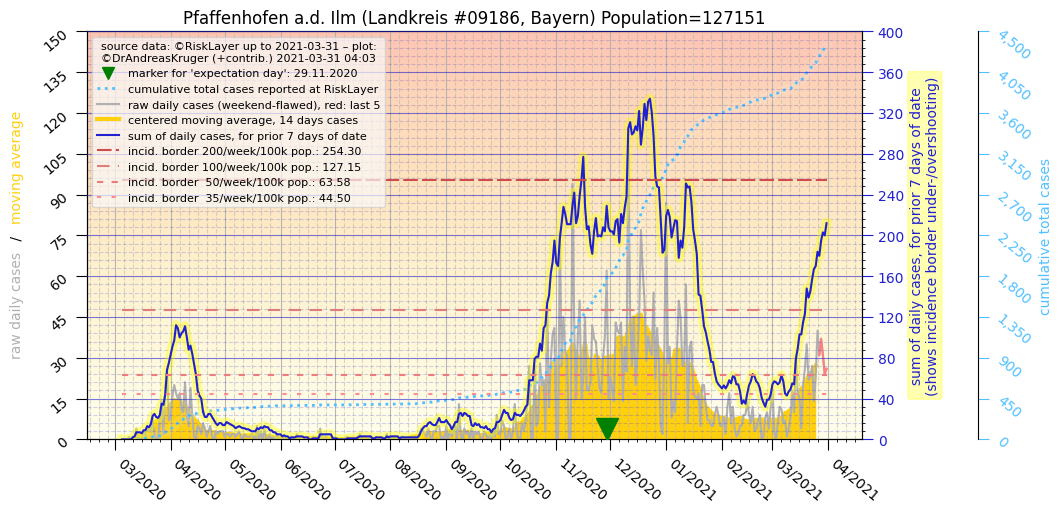 Pfaffenhofen a.d. Ilm (Landkreis #09186, Bayern) Population=127151
source data: ©RiskLayer up to 2021-03-31 – plot:
©DrAndreasKruger (+contrib.) 2021-03-31 04:03
marker for 'expectation day': 29.11.2020
cumulative total cases reported at RiskLayer
raw daily cases (weekend-flawed), red: last 5
centered moving average, 14 days cases
sum of daily cases, for prior 7 days of date
incid. border 200/week/100k pop.: 254.30
incid. border 100/week/100k pop.: 127.15
incid. border  50/week/100k pop.: 63.58
incid. border  35/week/100k pop.: 44.50
raw daily cases / moving average
150
135
120
105
90
75
60
45
30
15
0
03/2020
04/2020
05/2020
06/2020
07/2020
08/2020
09/2020
10/2020
11/2020
12/2020
01/2021
02/2021
03/2021
04/2021
400
360
320
280
240
200
160
120
80
40
0
sum of daily cases, for prior 7 days of date
(shows incidence border under-/overshooting)
4,500
4,050
3,600
3,150
2,700
2,250
1,800
1,350
900
450
0
cumulative total cases